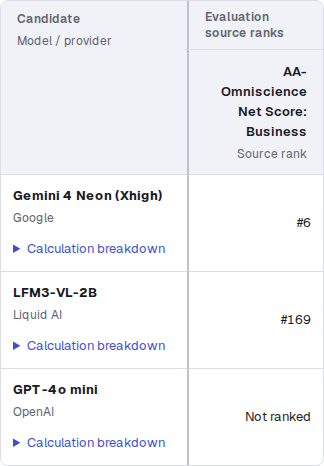 Candidate
Model / provider
Evaluation
source ranks
AA-
Omniscience
Net Score:
Business
Source rank
Gemini 4 Neon (Xhigh)
Google
▶ Calculation breakdown
#6
LFM3-VL-2B
Liquid AI
▶ Calculation breakdown
#169
GPT-4o mini
OpenAI
▶ Calculation breakdown
Not ranked